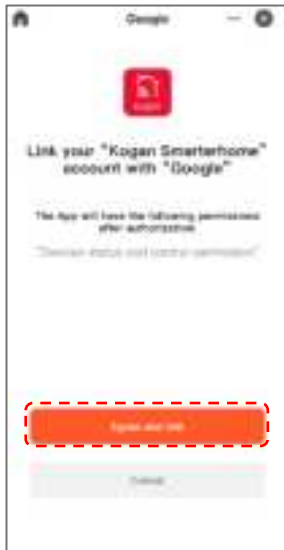 Google
Link your "Kogan Smarterhome"
account with "Google"
The App will have the following permissions
after authorization
"Devices status and control permission"
Agree and link
Cancel